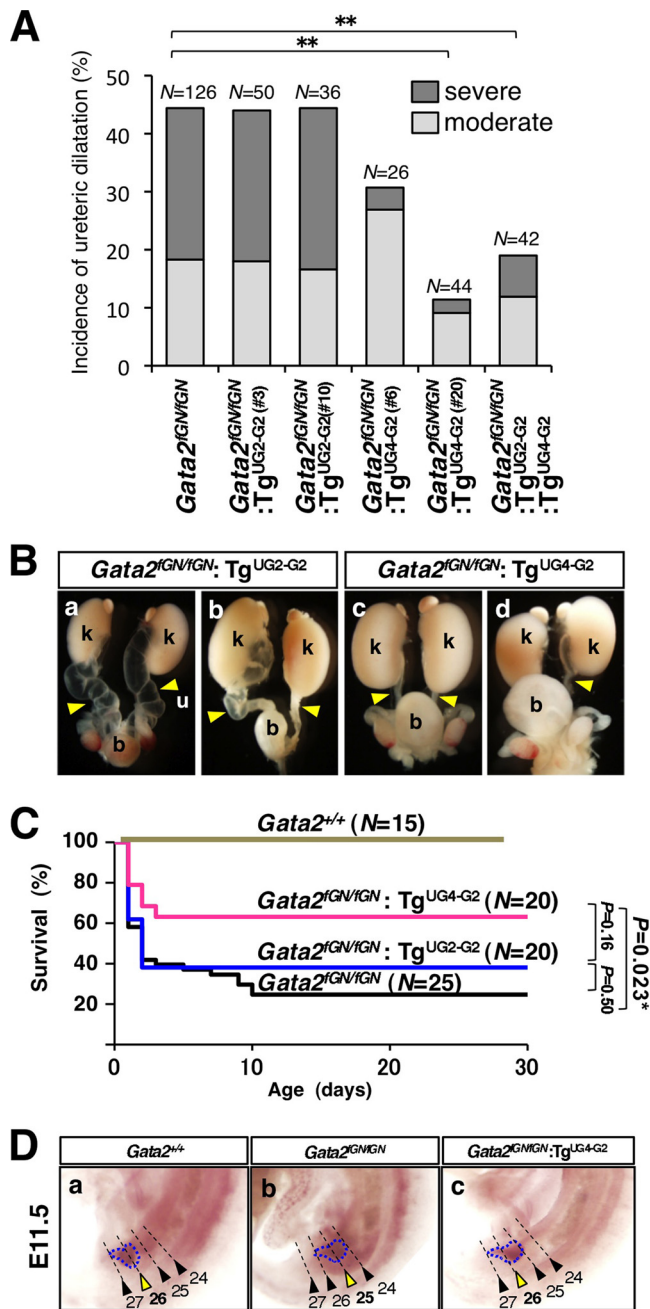 A
**
**
Incidence of ureteric dilatation (%)
50
40
30
20
10
0
N=126
N=50
N=36
N=26
N=44
N=42
severe
moderate
Gata2fGN/fGN
Gata2fGN/fGN
::TgUG2-G2 (#3)
Gata2fGN/fGN
::TgUG2-G2(#10)
Gata2fGN/fGN
::TgUG4-G2 (#6)
Gata2fGN/fGN
::TgUG4-G2 (#20)
Gata2fGN/fGN
::TgUG2-G2
::TgUG4-G2
B
Gata2fGN/fGN: TgUG2-G2
Gata2fGN/fGN: TgUG4-G2
a
k
k
u
b
b
k
k
b
c
k
k
b
d
k
k
b
C
Survival (%)
100
80
60
40
20
0
10
20
30
Age (days)
Gata2+/+ (N=15)
Gata2fGN/fGN : TgUG4-G2 (N=20)
Gata2fGN/fGN : TgUG2-G2 (N=20)
Gata2fGN/fGN (N=25)
P=0.16
P=0.50
P=0.023*
D
Gata2+/+
Gata2fGN/fGN
Gata2fGN/fGN:TgUG4-G2
E11.5
a
27 26 25 24
b
27 26 25 24
c
27 26 25 24